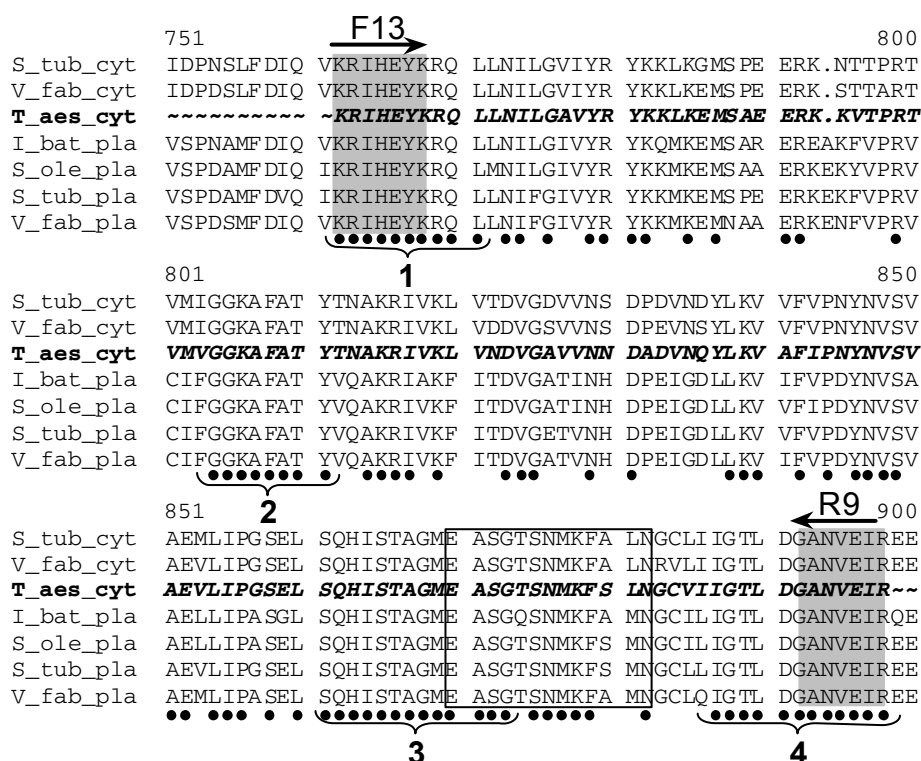 F13
751 800
S_tub_cyt IDPNSLFDIQ VKRIHEYKRQ LLNILGVIYR YKKLKGMSPE ERK.NTTPRT
V_fab_cyt IDPDSLFDIQ VKRIHEYKRQ LLNILGVIYR YKKLKEMSPE ERK.STTART
T_aes_cyt ~~~~~~~~~~ ~KRIHEYKRQ LLNILGAVYR YKKLKEMSAE ERK.KVTPRT
I_bat_pla VSPNAMFDIQ VKRIHEYKRQ LLNILGIVYR YKQMKEMSAR EREAKFVPRV
S_ole_pla VSPDAMFDIQ IKRIHEYKRQ LMNILGIVYR YKKMKEMSAA EREKYVPRV
S_tub_pla VSPDAMFDVQ IKRIHEYKRQ LLNILGIVYR YKKMKEMSPE ERKEKFVPRV
V_fab_pla VSPDSMFDIQ VKRIHEYKRQ LLNIFGIVYR YKKMKEMNAA ERKENFVPRV
1
801 850
S_tub_cyt VMIGGKAFAT YTNAKRIVKL VTDVGDVVNS DPDVNDYLKV VFVPNYNVSV
V_fab_cyt VMIGGKAFAT YTNAKRIVKL VDDVGSVVNS DPEVNSYLKV VFVPNYNVSV
T_aes_cyt VMVGGKAFAT YTNAKRIVKL VNDVGAVVNN DADVNQYLKV AFIPNYNVSV
I_bat_pla CIFGGKAFAT YVQAKRIAKF ITDVGATINH DPEIGDLLKV IFVPDYNVSA
S_ole_pla CIFGGKAFAT YVQAKRIVKF ITDVGATVNH DPEIGDLLKV VFIPDYNVSV
S_tub_pla CIFGGKAFAT YVQAKRIVKF ITDVGETVNH DPEIGDLLKV VFVPDYNVSV
V_fab_pla CIFGGKAFAT YVQAKRIVKF ITDVGATVNH DPEIGDLLKV IFVPDYNVSV
2
R9
851 900
S_tub_cyt AEMLIPGSEL SQHISTAGME ASGTSNMKFA LNGCLIIGTL DGANVEIREE
V_fab_cyt AEVLIPGSEL SQHISTAGME ASGTSNMKFA LNRVLIIGTL DGANVEIREE
T_aes_cyt AEVLIPGSEL SQHISTAGME ASGTSNMKFS LNGCVIIGTL DGANVEIR~~
I_bat_pla AELLIPASGL SQHISTAGME ASGQSNMKFA MNGCILIGTL DGANVEIRQE
S_ole_pla AELLIPASEL SQHISTAGME ASGTSNMKFS MNGCILIGTL DGANVEIREE
S_tub_pla AEVLIPGSEL SQHISTAGME ASGTSNMKFS MNGCLLIGTL DGANVEIREE
V_fab_pla AEMLIPASEL SQHISTAGME ASGTSNMKFA MNGCLQIGTL DGANVEIREE
3 4